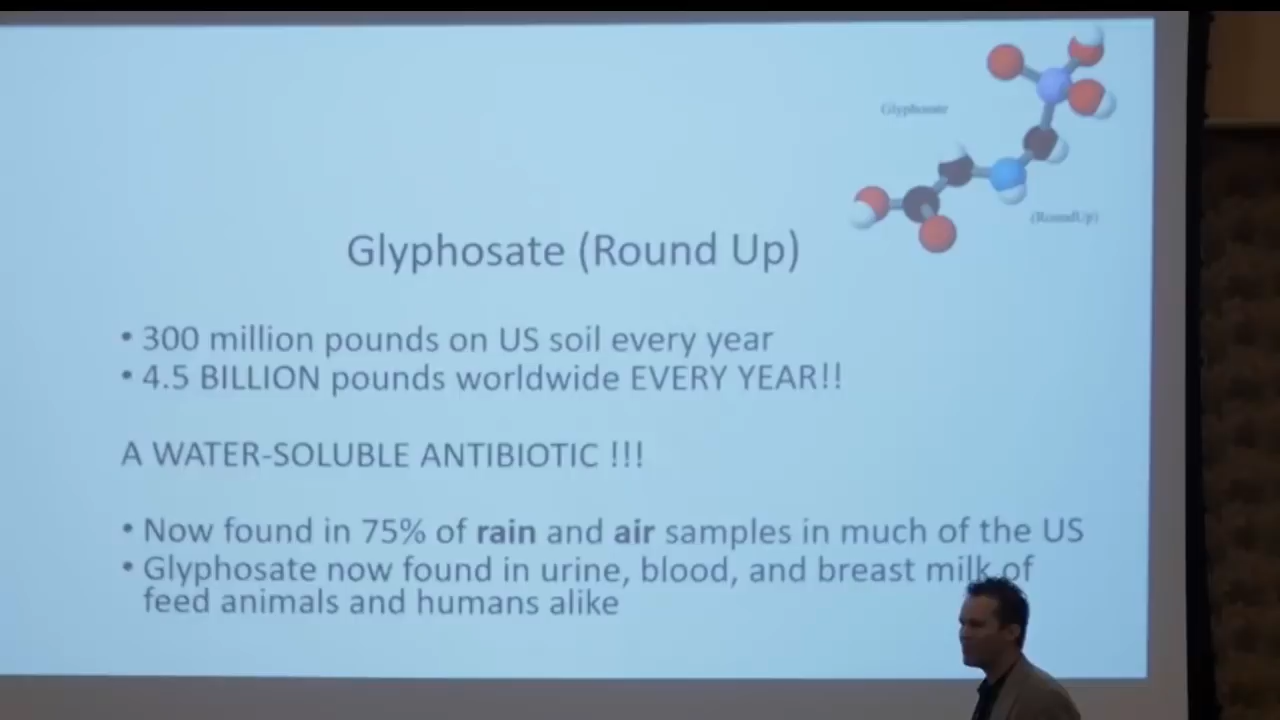 Glyphosate
(RoundUp)
Glyphosate (Round Up)
• 300 million pounds on US soil every year
• 4.5 BILLION pounds worldwide EVERY YEAR!!
A WATER-SOLUBLE ANTIBIOTIC !!!
• Now found in 75% of rain and air samples in much of the US
• Glyphosate now found in urine, blood, and breast milk of
feed animals and humans alike